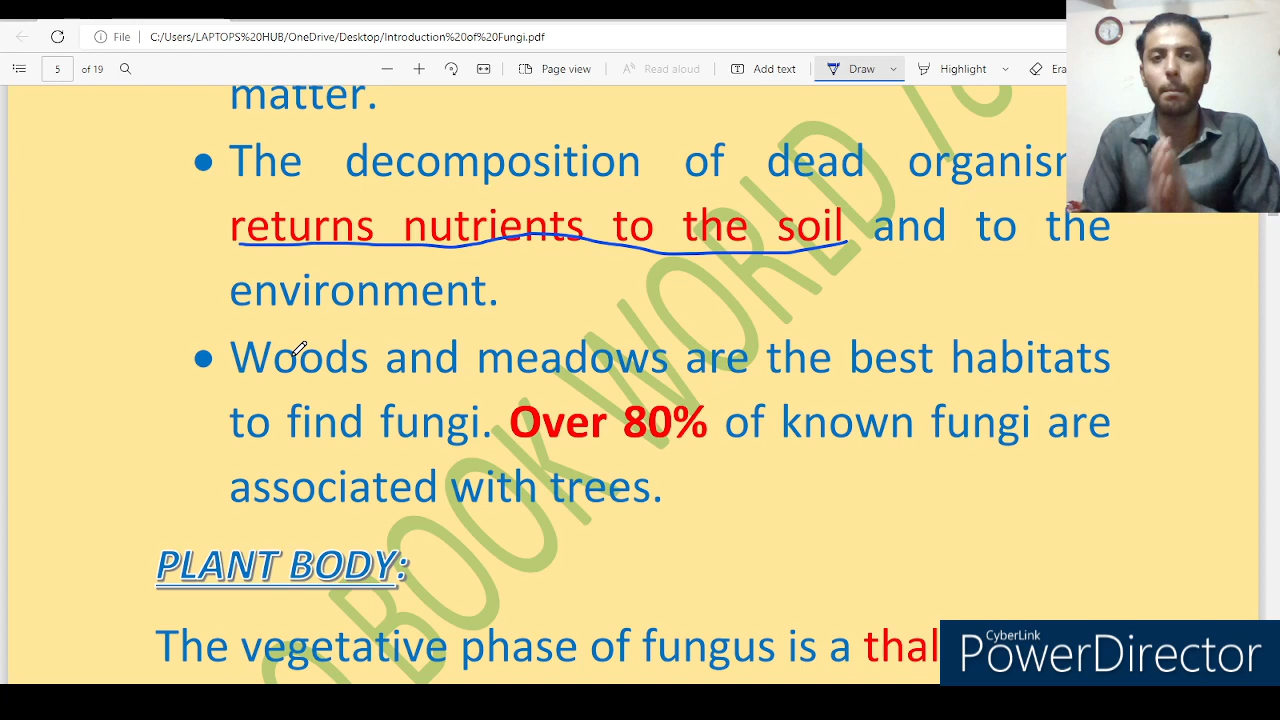 File C:/Users/LAPTOPS%20HUB/OneDrive/Desktop/Introduction%20of%20Fungi.pdf
5 of 19 Page view Read aloud Add text Draw Highlight Era
matter.
• The decomposition of dead organism
returns nutrients to the soil and to the
environment.
• Woods and meadows are the best habitats
to find fungi. Over 80% of known fungi are
associated with trees.
PLANT BODY:
The vegetative phase of fungus is a thal
BOOK WORLD
CyberLink
PowerDirector